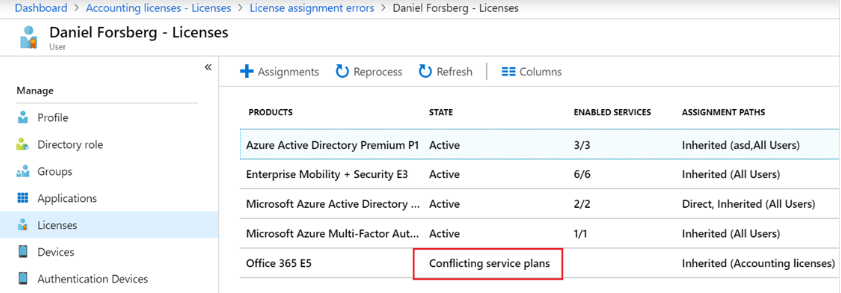 Dashboard > Accounting licenses - Licenses > License assignment errors > Daniel Forsberg - Licenses
Daniel Forsberg - Licenses
User
«
+ Assignments Reprocess Refresh Columns
Manage
Profile
Directory role
Groups
Applications
Licenses
Devices
Authentication Devices
PRODUCTS STATE ENABLED SERVICES ASSIGNMENT PATHS
Azure Active Directory Premium P1 Active 3/3 Inherited (asd,All Users)
Enterprise Mobility + Security E3 Active 6/6 Inherited (All Users)
Microsoft Azure Active Directory ... Active 2/2 Direct, Inherited (All Users)
Microsoft Azure Multi-Factor Aut... Active 1/1 Inherited (All Users)
Office 365 E5 Conflicting service plans Inherited (Accounting licenses)